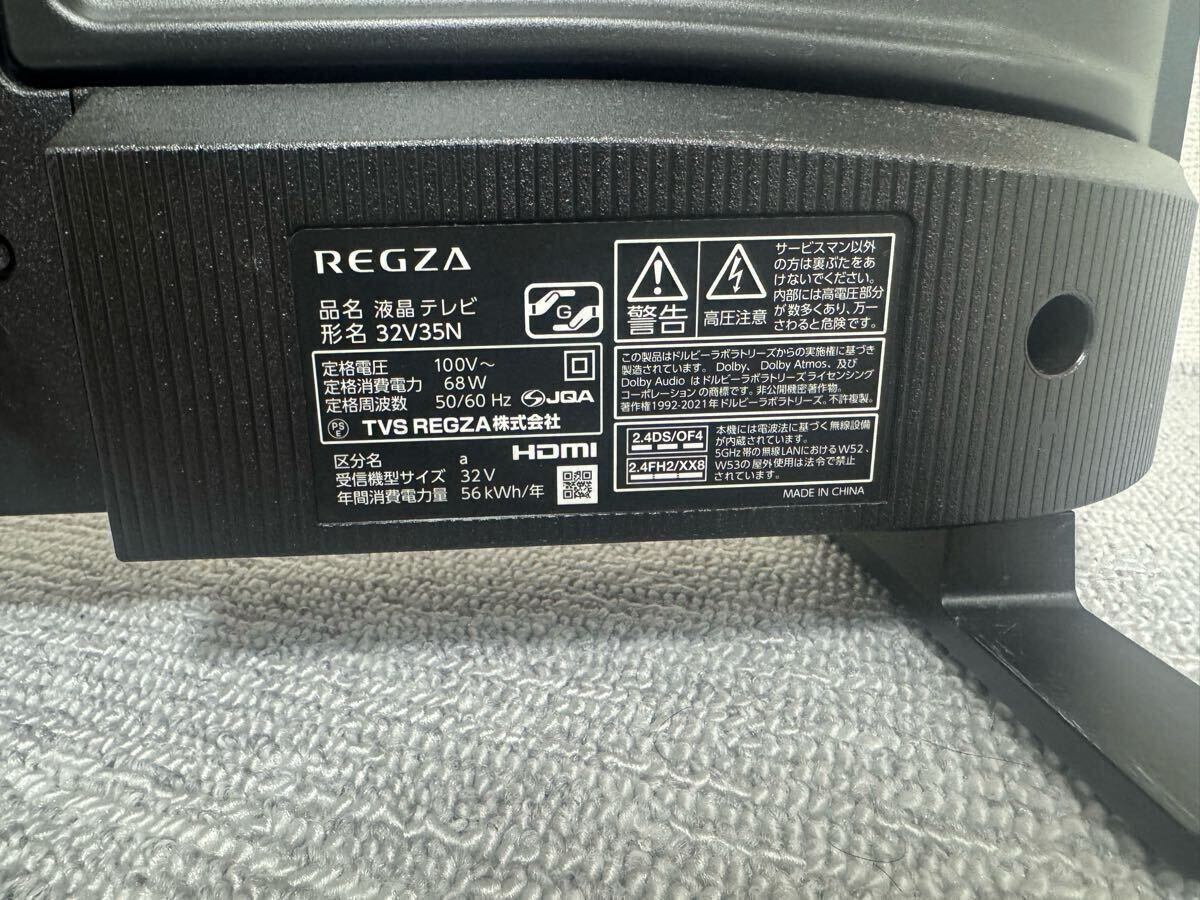 REGZA
品名 液晶テレビ
形名 32V35N
G
定格電圧 100V～
定格消費電力 68W
定格周波数 50/60 Hz
JQA
PS
E
TVS REGZA株式会社
HDMI
区分名 a
受信機型サイズ 32V
年間消費電力量 56kWh/年
警告
高圧注意
サービスマン以外
の方は裏ぶたをあ
けないでください。
内部には高電圧部分
が数多くあり、万一
さわると危険です。
この製品はドルビーラボラトリーズからの実施権に基づき
製造されています。Dolby、Dolby Atmos、及び
Dolby Audio はドルビーラボラトリーズライセンシング
コーポレーションの商標です。非公開機密著作物。
著作権1992-2021年ドルビーラボラトリーズ。不許複製。
2.4DS/OF4
2.4FH2/XX8
本機には電波法に基づく無線設備
が内蔵されています。
5GHz帯の無線LANにおけるW52、
W53の屋外使用は法令で禁止
されています。
MADE IN CHINA